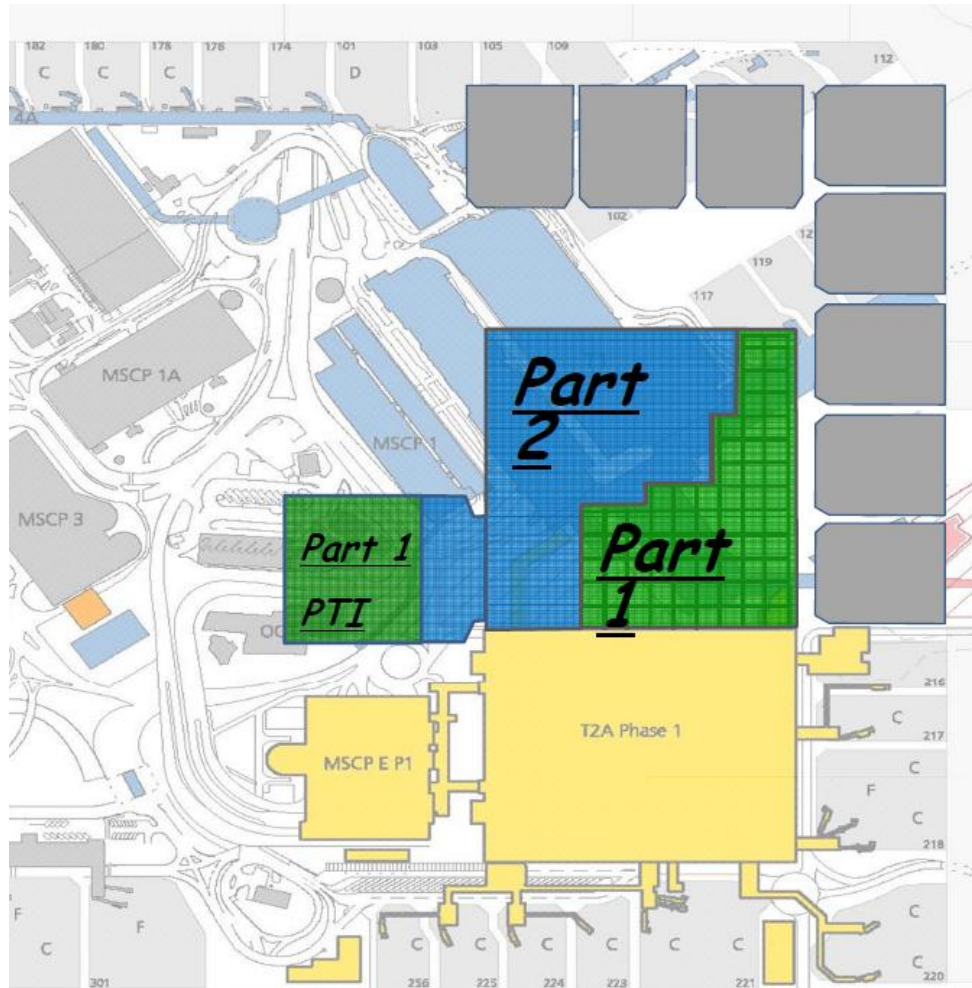 182
180
178
176
174
101
103
105
109
112
C
C
C
D
4A
102
119
117
MSCP 1A
MSCP 1
MSCP 3
Part
2
Part 1
PTI
Part
1
T2A Phase 1
MSCP E P1
216
C
217
C
F
C
218
C
C
220
F
C
F
301
C
256
C
225
C
224
C
223
C
C
221